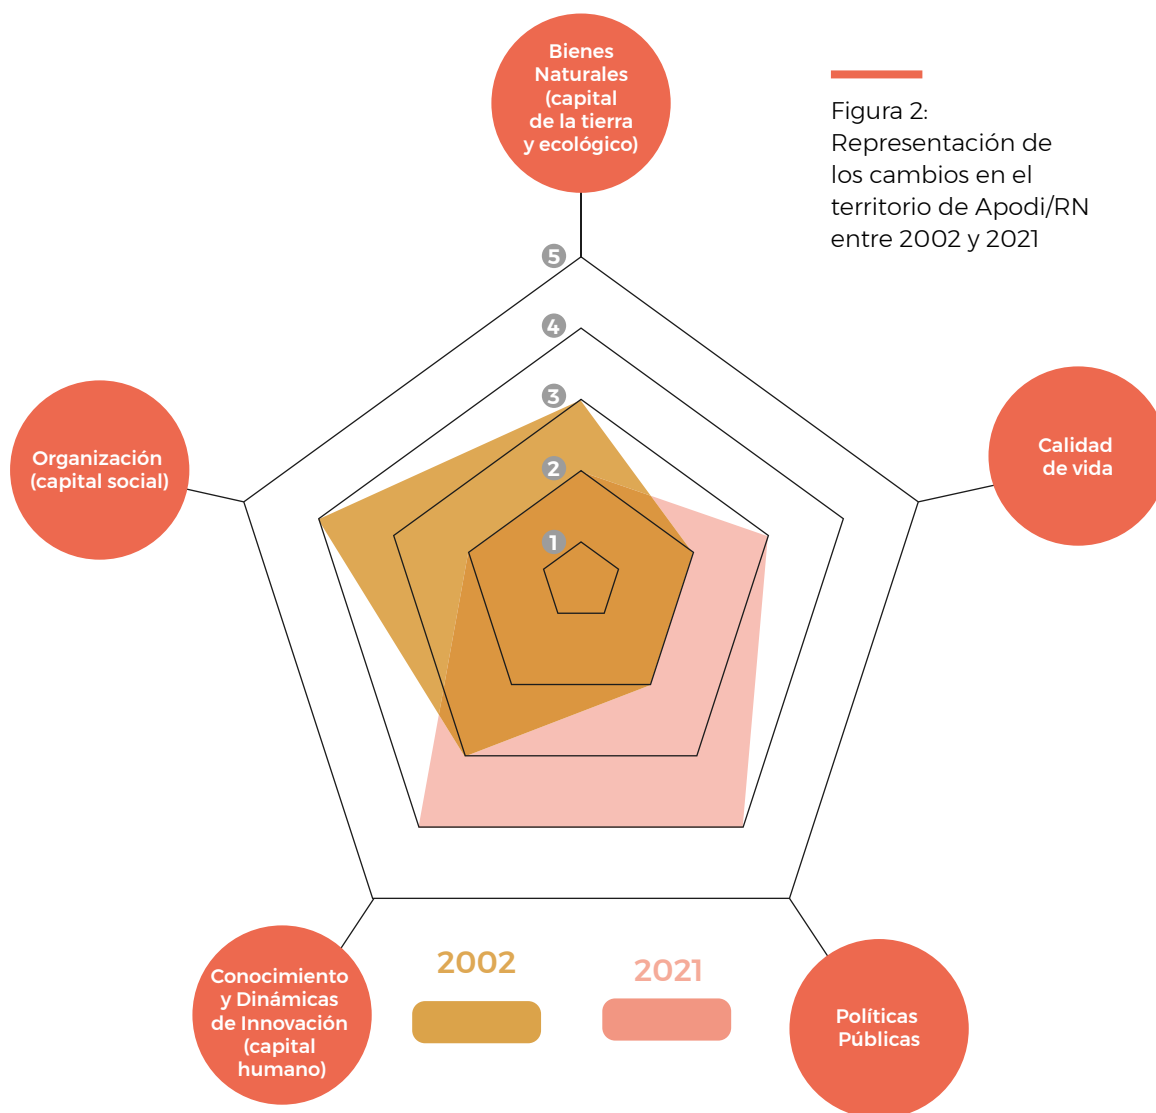 Bienes
Naturales
(capital
de la tierra
y ecológico)
Figura 2:
Representación de
los cambios en el
territorio de Apodi/RN
entre 2002 y 2021
5
4
3
2
1
Organización
(capital social)
Calidad
de vida
Conocimiento
y Dinámicas
de Innovación
(capital
humano)
2002
2021
Políticas
Públicas